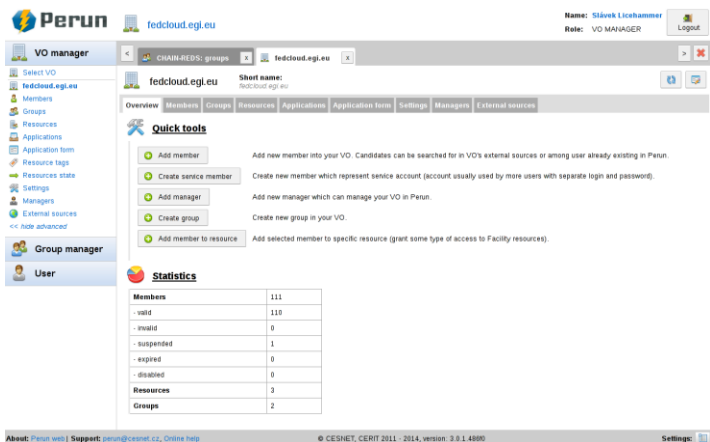 Perun
fedcloud.egi.eu
Name: Slávek Licehammer
Role: VO MANAGER
Logout
VO manager
Select VO
fedcloud.egi.eu
Members
Groups
Resources
Applications
Application form
Resource tags
Resources state
Settings
Managers
External sources
<< hide advanced
Group manager
User
< CHAIN-REDS: groups x fedcloud.egi.eu x >
fedcloud.egi.eu
Short name:
fedcloud.egi.eu
Overview Members Groups Resources Applications Application form Settings Managers External sources
Quick tools
Add member Add new member into your VO. Candidates can be searched for in VO's external sources or among user already existing in Perun.
Create service member Create new member which represent service account (account usually used by more users with separate login and password).
Add manager Add new manager which can manage your VO in Perun.
Create group Create new group in your VO.
Add member to resource Add selected member to specific resource (grant some type of access to Facility resources).
Statistics
Members 111
- valid 110
- invalid 0
- suspended 1
- expired 0
- disabled 0
Resources 3
Groups 2
About: Perun web | Support: perun@cesnet.cz, Online help © CESNET, CERIT 2011 - 2014, version: 3.0.1.486f0 Settings: